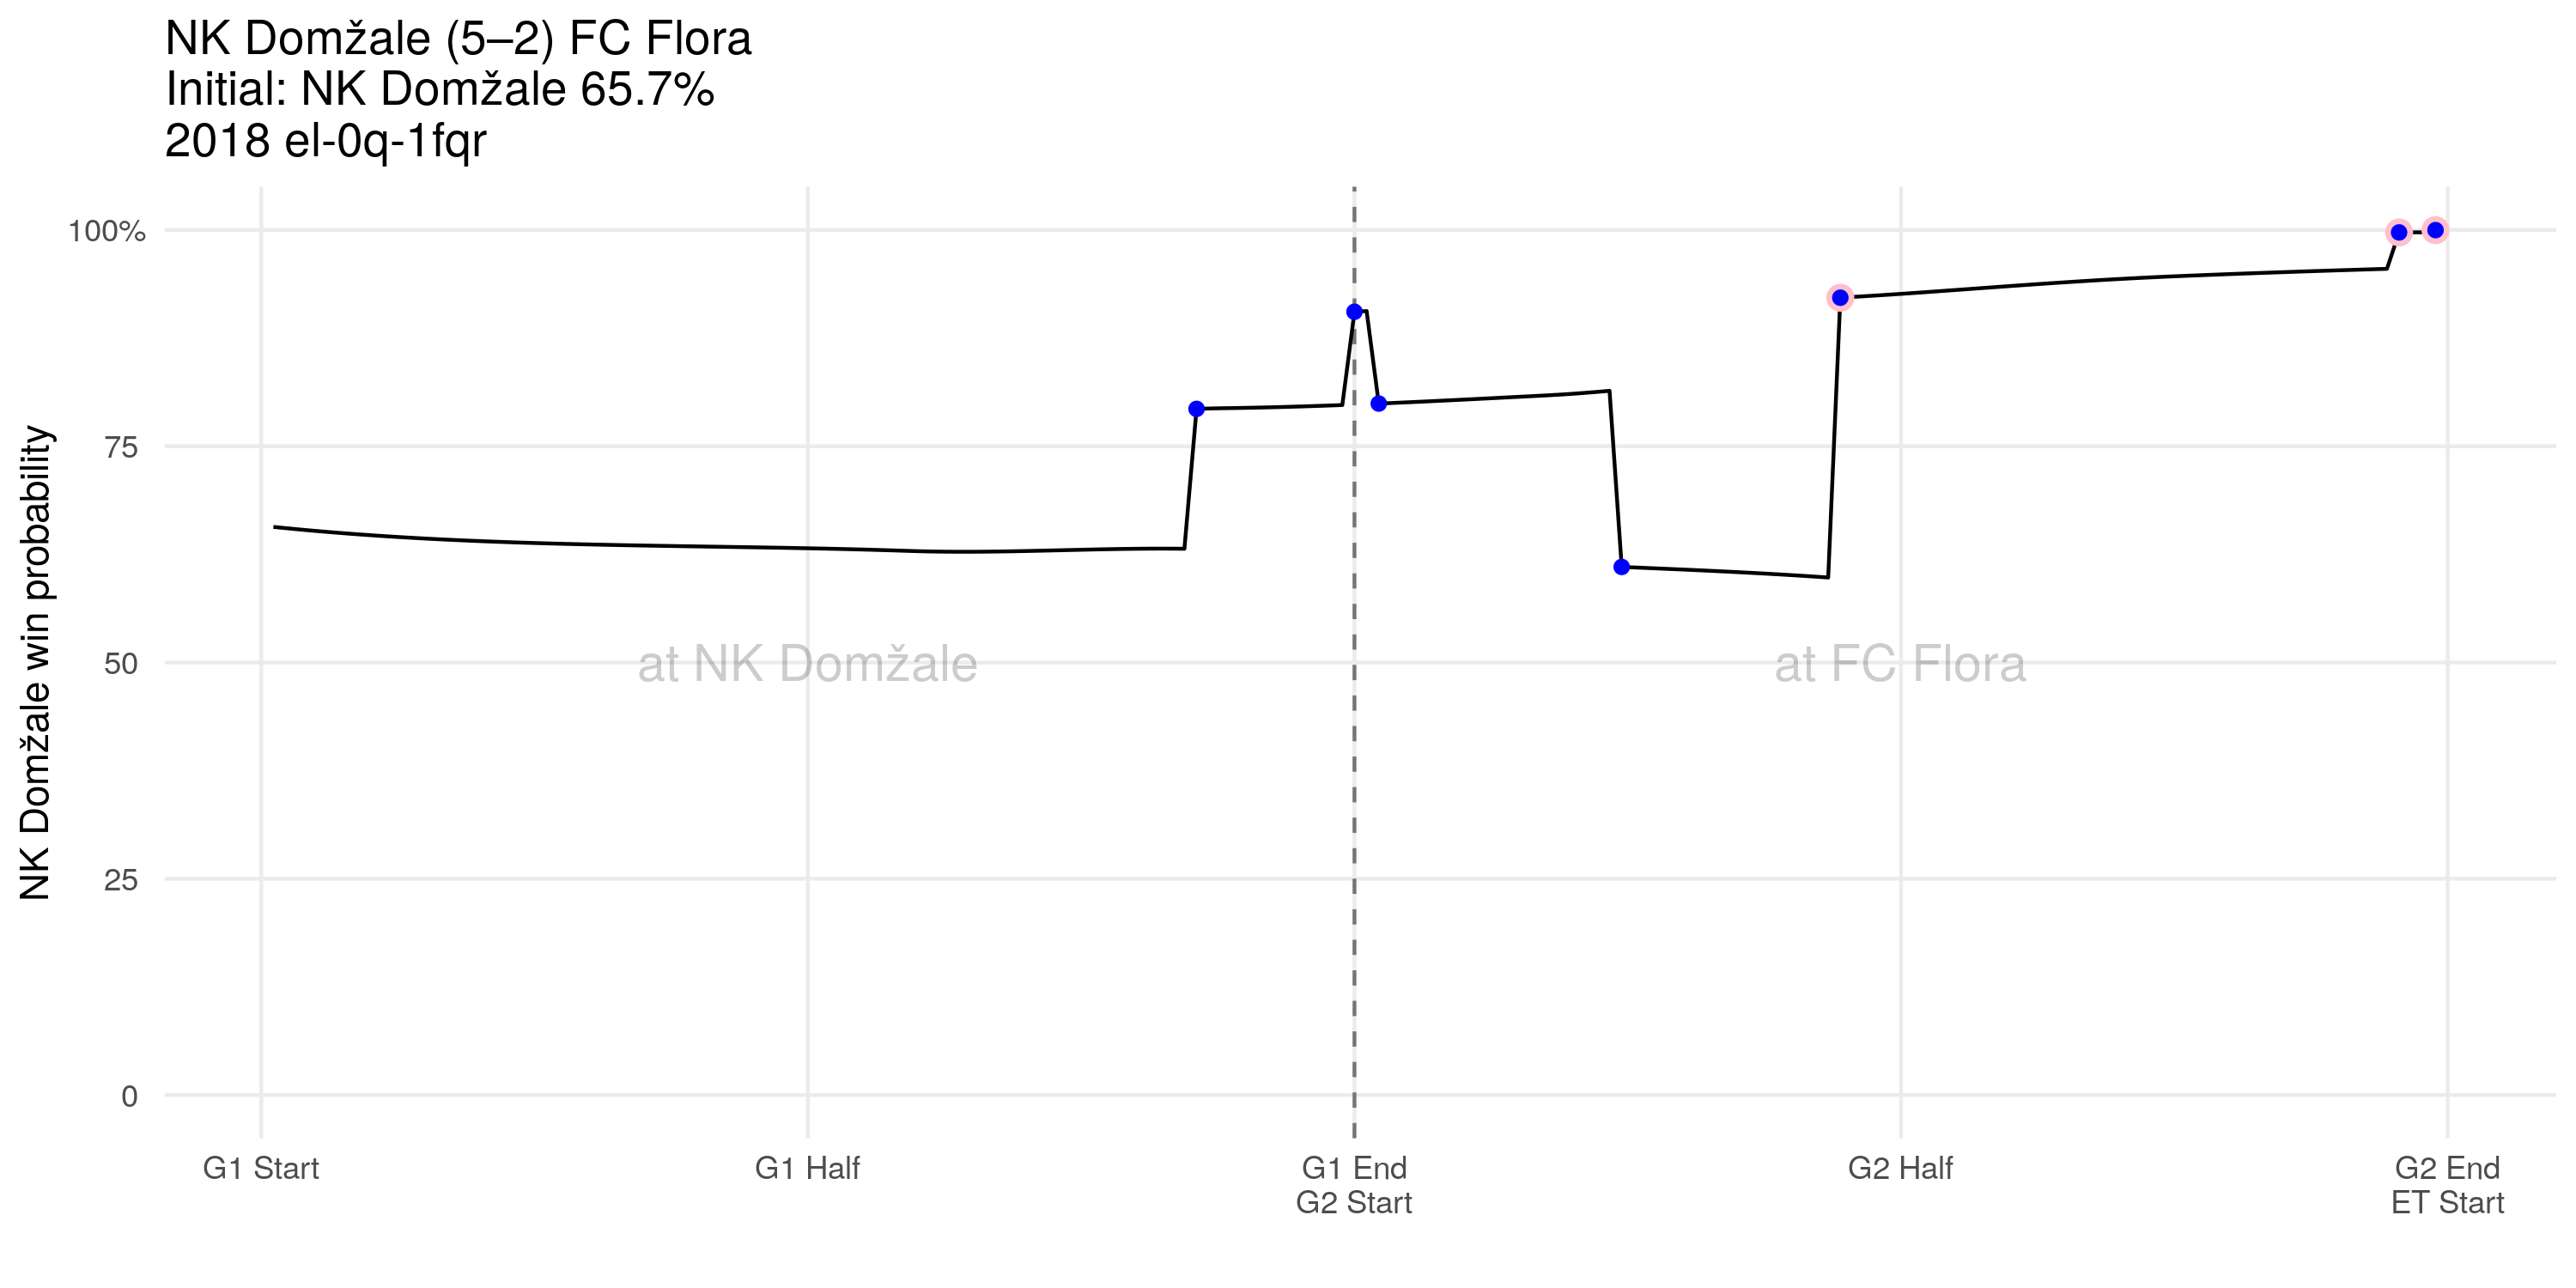 NK Domžale (5–2) FC Flora
Initial: NK Domžale 65.7%
2018 el-0q-1fqr
NK Domžale win probability
100%
75
50
25
0
at NK Domžale
at FC Flora
G1 Start
G1 Half
G1 End
G2 Start
G2 Half
G2 End
ET Start